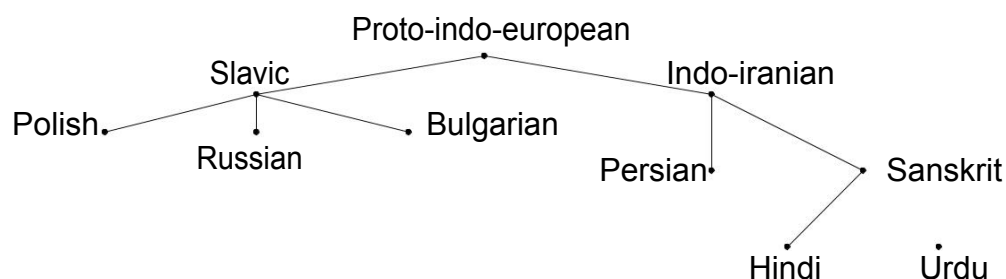 Proto-indo-european
Slavic
Indo-iranian
Polish
Bulgarian
Russian
Persian
Sanskrit
Hindi
Urdu